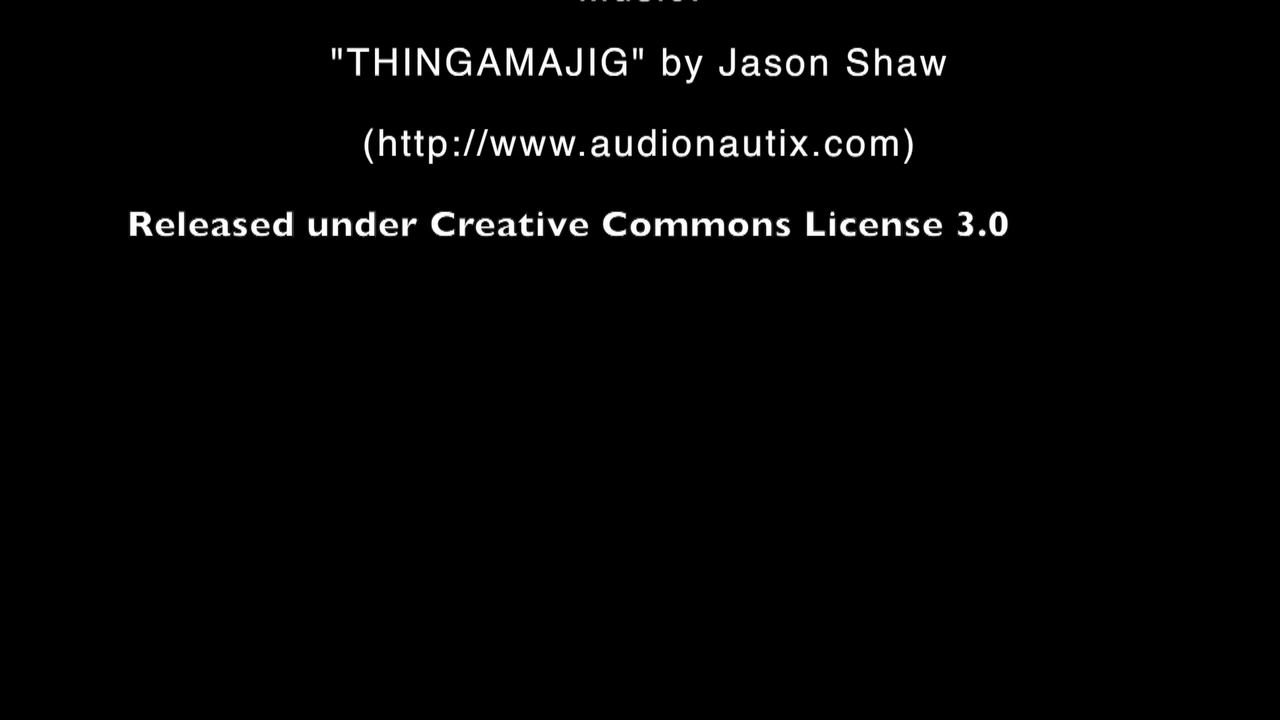 "THINGAMAJIG" by Jason Shaw
(http://www.audionautix.com)
Released under Creative Commons License 3.0